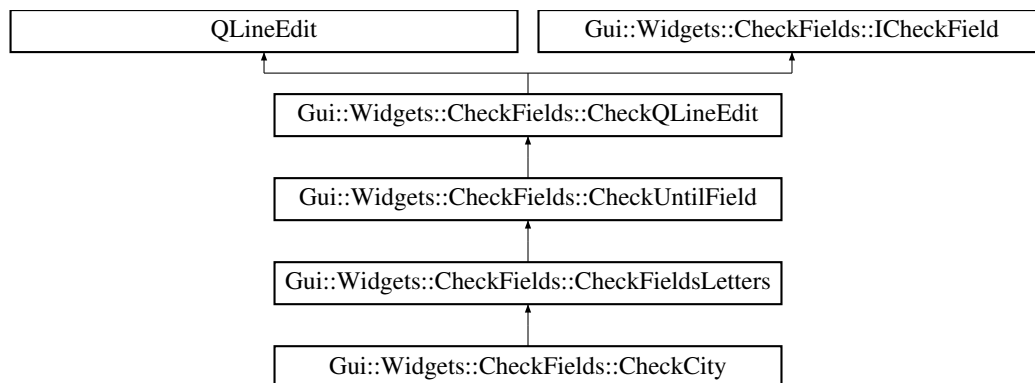 QLineEdit
Gui::Widgets::CheckFields::ICheckField
Gui::Widgets::CheckFields::CheckQLineEdit
Gui::Widgets::CheckFields::CheckUntilField
Gui::Widgets::CheckFields::CheckFieldsLetters
Gui::Widgets::CheckFields::CheckCity